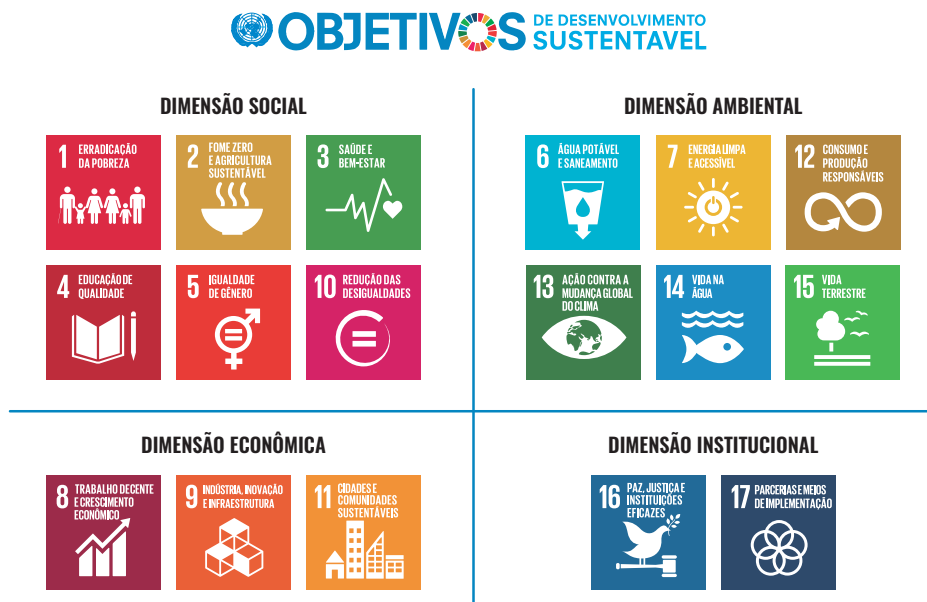 OBJETIVOS DE DESENVOLVIMENTO
SUSTENTAVEL
DIMENSÃO SOCIAL
1 ERRADICAÇÃO
DA POBREZA
2 FOME ZERO
E AGRICULTURA
SUSTENTÁVEL
3 SAÚDE E
BEM-ESTAR
4 EDUCAÇÃO DE
QUALIDADE
5 IGUALDADE
DE GÊNERO
10 REDUÇÃO DAS
DESIGUALDADES
DIMENSÃO AMBIENTAL
6 ÁGUA POTÁVEL
E SANEAMENTO
7 ENERGIA LIMPA
E ACESSÍVEL
12 CONSUMO E
PRODUÇÃO
RESPONSÁVEIS
13 AÇÃO CONTRA A
MUDANÇA GLOBAL
DO CLIMA
14 VIDA NA
ÁGUA
15 VIDA
TERRESTRE
DIMENSÃO ECONÔMICA
8 TRABALHO DECENTE
E CRESCIMENTO
ECONÔMICO
9 INDÚSTRIA, INOVAÇÃO
E INFRAESTRUTURA
11 CIDADES E
COMUNIDADES
SUSTENTÁVEIS
DIMENSÃO INSTITUCIONAL
16 PAZ, JUSTIÇA E
INSTITUIÇÕES
EFICAZES
17 PARCERIAS E MEIOS
DE IMPLEMENTAÇÃO